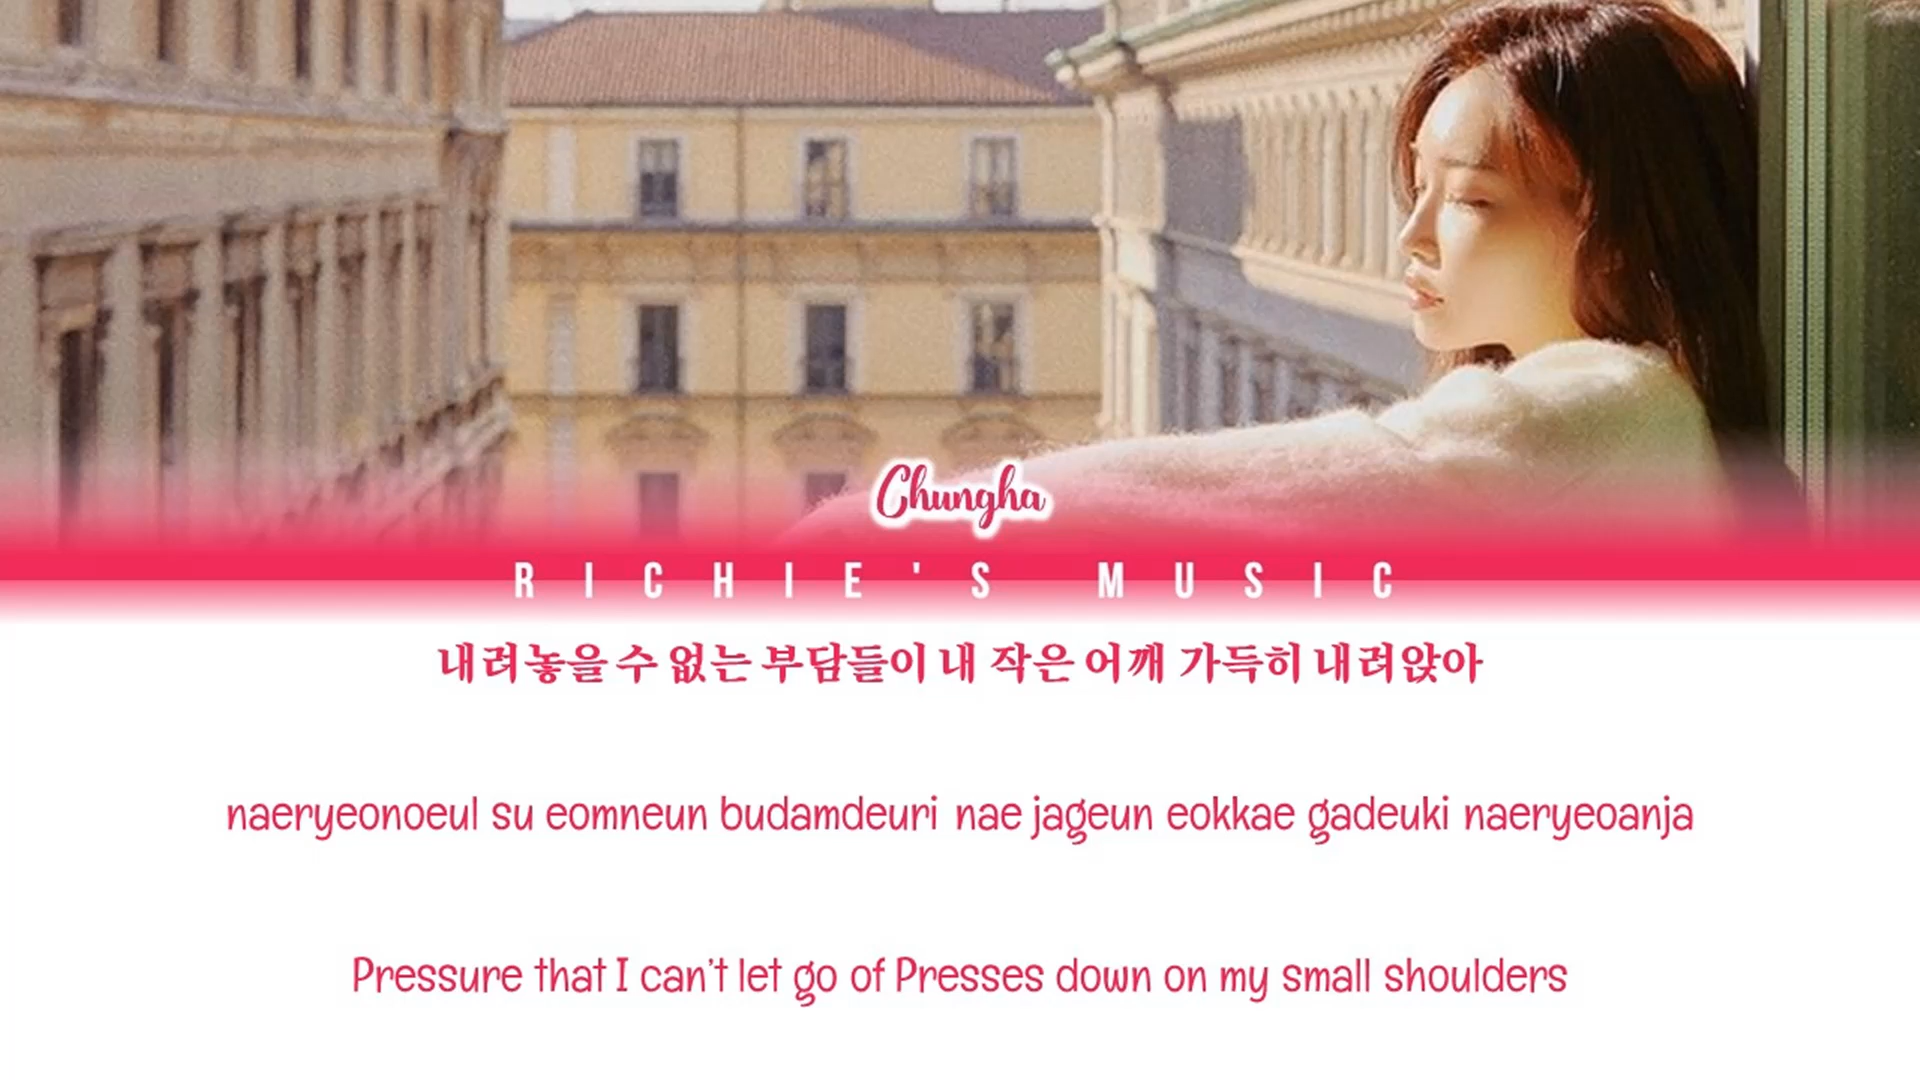 Chungha
RICHIE'S MUSIC
내려놓을 수 없는 부담들이 내 작은 어깨 가득히 내려앉아
naeryeonoeul su eomneun budamdeuri nae jageun eokkae gadeuki naeryeoanja
Pressure that I can't let go of Presses down on my small shoulders